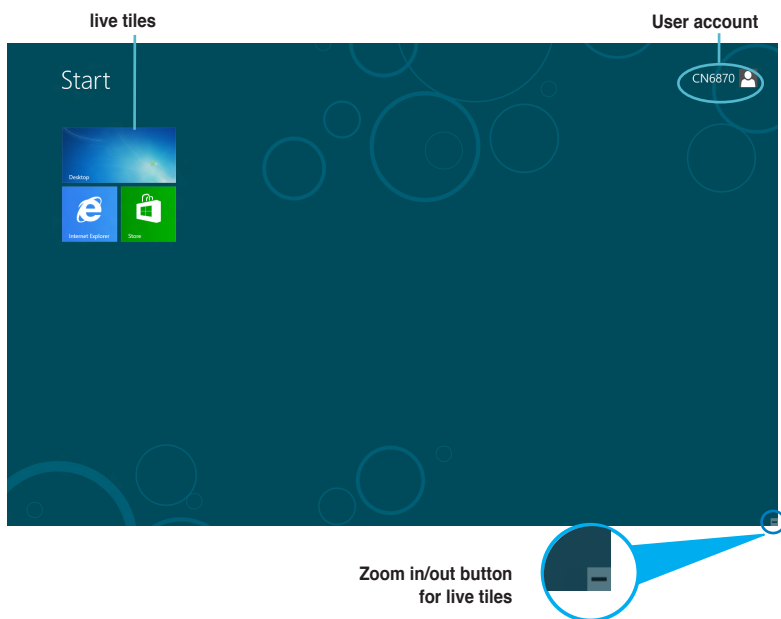 live tiles
User account
Start
CN6870
Desktop
Internet Explorer
Store
Zoom in/out button
for live tiles